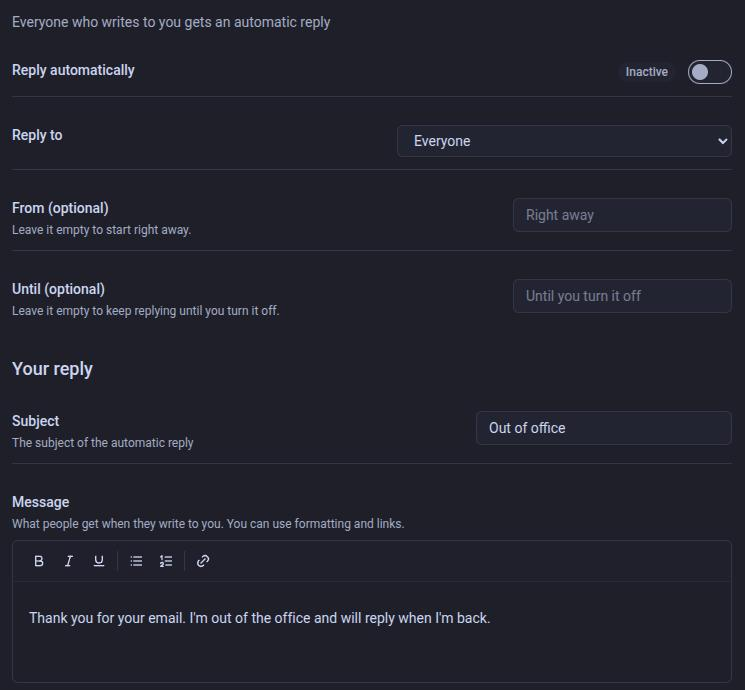 Everyone who writes to you gets an automatic reply
Reply automatically
Inactive
Reply to
Everyone
From (optional)
Right away
Leave it empty to start right away.
Until (optional)
Until you turn it off
Leave it empty to keep replying until you turn it off.
Your reply
Subject
Out of office
The subject of the automatic reply
Message
What people get when they write to you. You can use formatting and links.
B I U
Thank you for your email. I'm out of the office and will reply when I'm back.